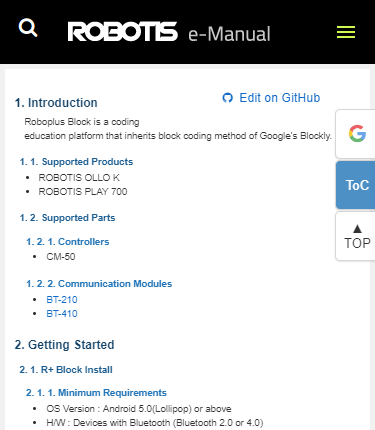 ROBOTIS e-Manual
Edit on GitHub
1. Introduction
Roboplus Block is a coding
education platform that inherits block coding method of Google's Blockly.
1. 1. Supported Products
ROBOTIS OLLO K
ROBOTIS PLAY 700
1. 2. Supported Parts
1. 2. 1. Controllers
CM-50
1. 2. 2. Communication Modules
BT-210
BT-410
2. Getting Started
2. 1. R+ Block Install
2. 1. 1. Minimum Requirements
OS Version : Android 5.0(Lollipop) or above
H/W : Devices with Bluetooth (Bluetooth 2.0 or 4.0)
G
ToC
▲
TOP